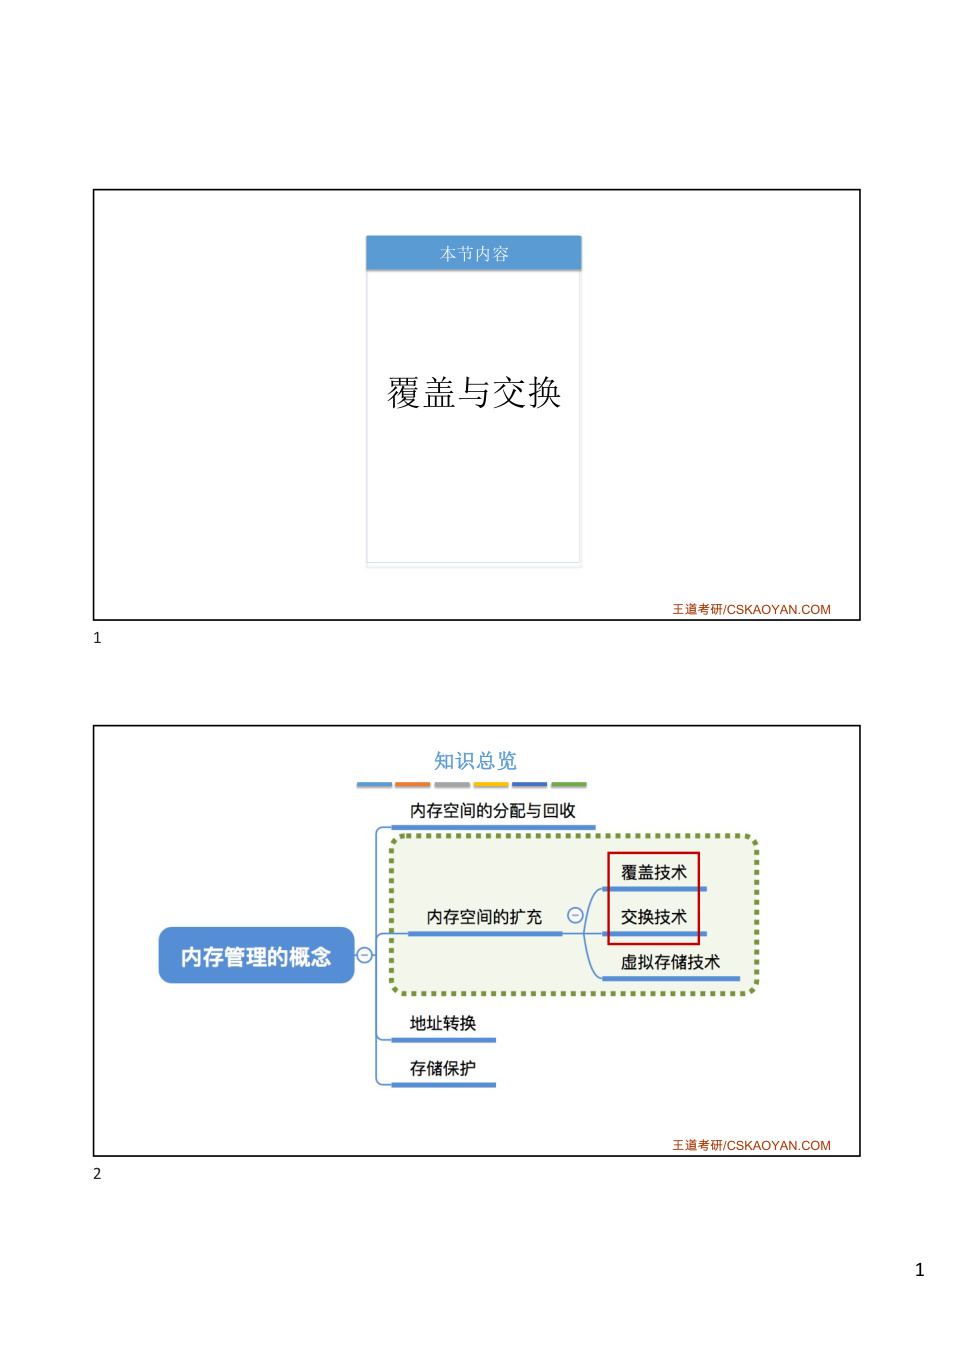 本节内容
覆盖与交换
王道考研/CSKAOYAN.COM
1
知识总览
内存空间的分配与回收
覆盖技术
内存空间的扩充
交换技术
内存管理的概念
虚拟存储技术
地址转换
存储保护
王道考研/CSKAOYAN.COM
2
1